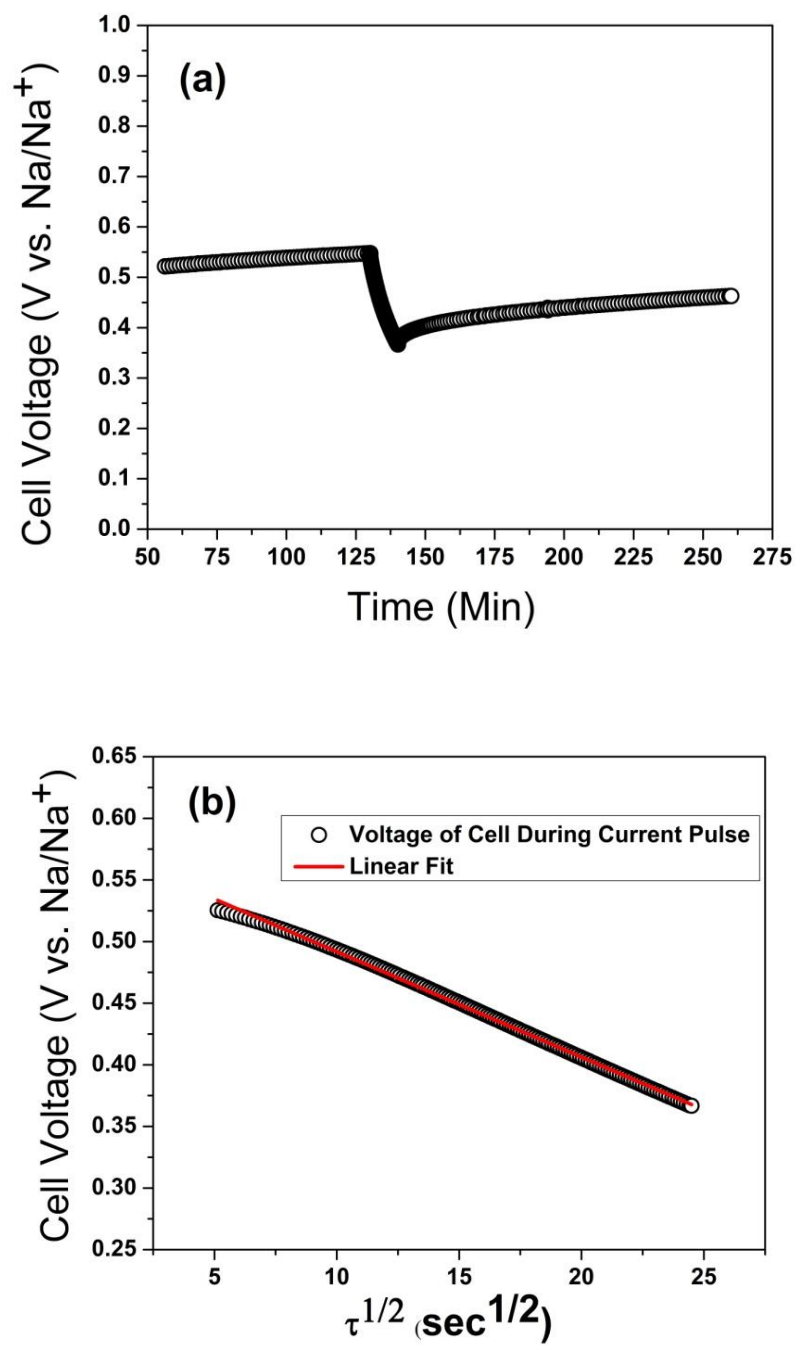 (a)
Cell Voltage (V vs. Na/Na⁺)
1.0
0.9
0.8
0.7
0.6
0.5
0.4
0.3
0.2
0.1
0.0
50 75 100 125 150 175 200 225 250 275
Time (Min)
(b)
Cell Voltage (V vs. Na/Na⁺)
0.65
0.60
0.55
0.50
0.45
0.40
0.35
0.30
0.25
Voltage of Cell During Current Pulse
Linear Fit
5 10 15 20 25
τ^1/2 (sec^1/2)